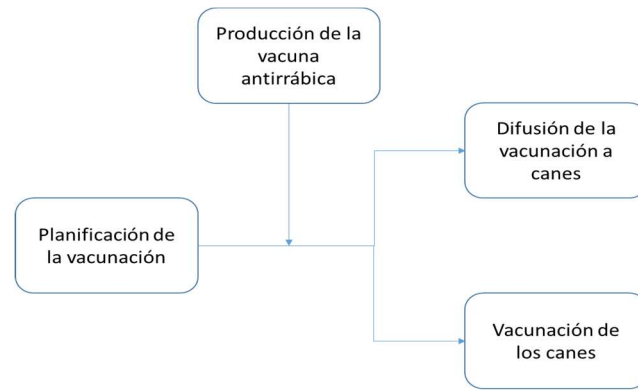 Producción de la
vacuna
antirrábica
Difusión de la
vacunación a
canes
Planificación de
la vacunación
Vacunación de
los canes